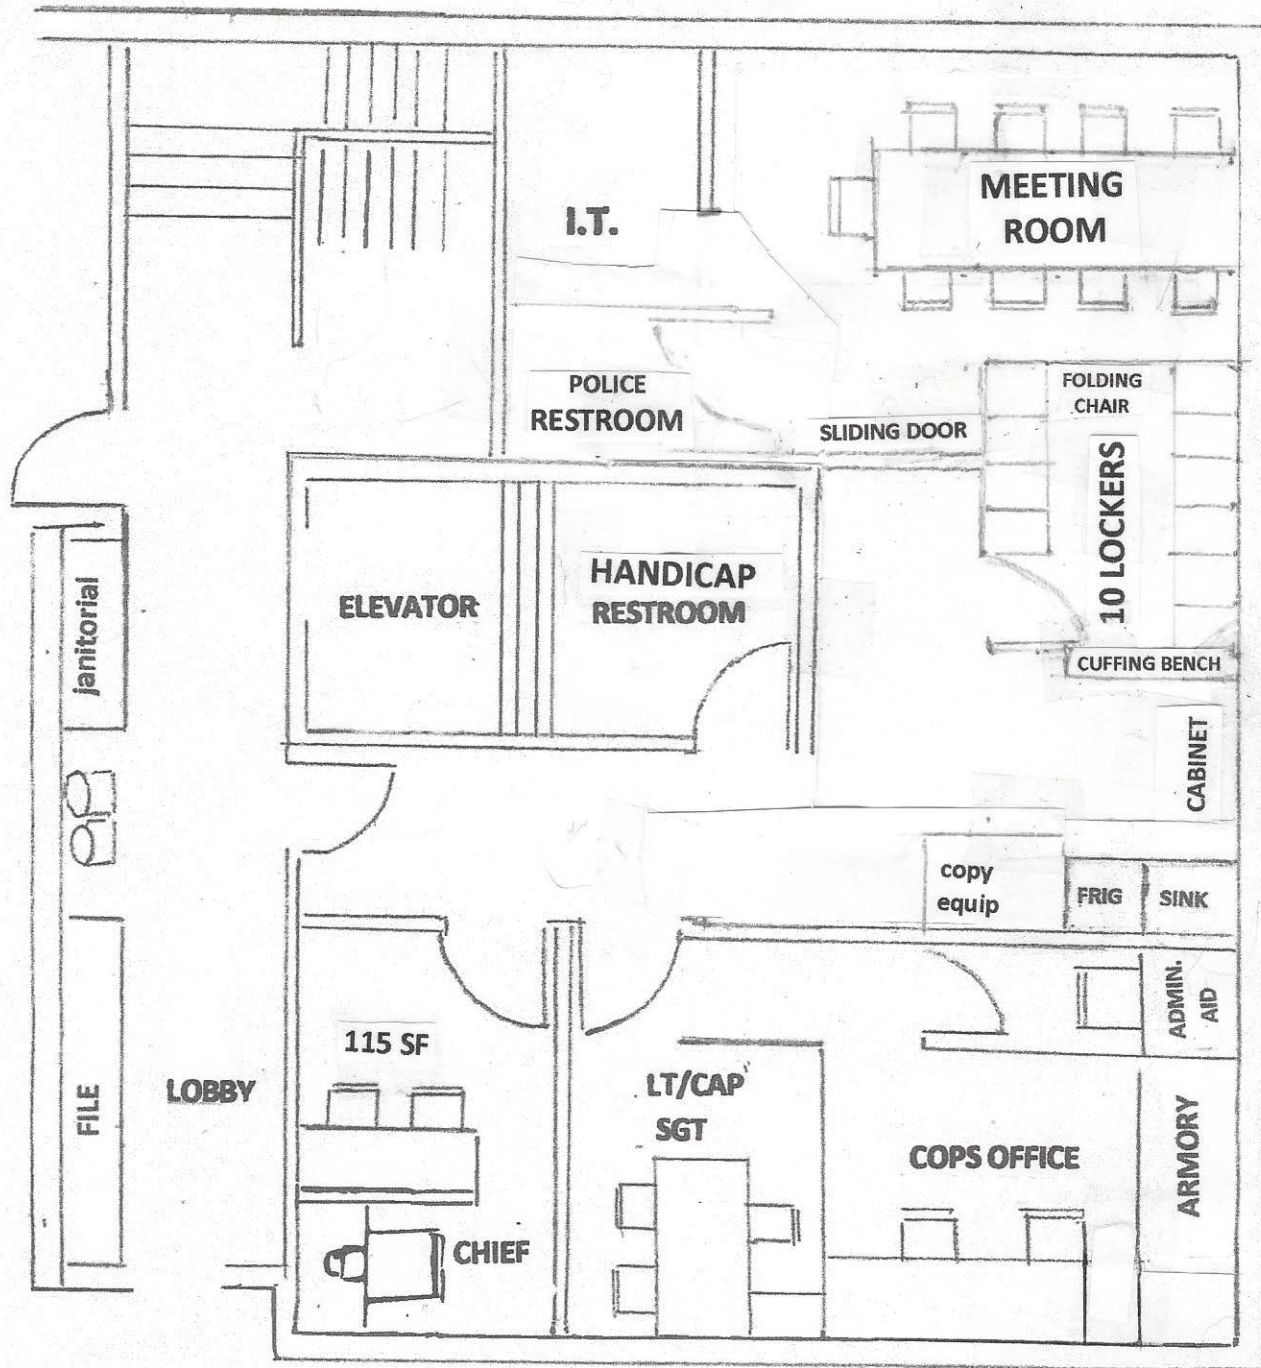 MEETING
ROOM
I.T.
POLICE
RESTROOM
SLIDING DOOR
FOLDING
CHAIR
10 LOCKERS
ELEVATOR
HANDICAP
RESTROOM
janitorial
CUFFING BENCH
CABINET
copy
equip
FRIG
SINK
ADMIN.
AID
115 SF
LOBBY
FILE
LT/CAP
SGT
COPS OFFICE
ARMORY
CHIEF